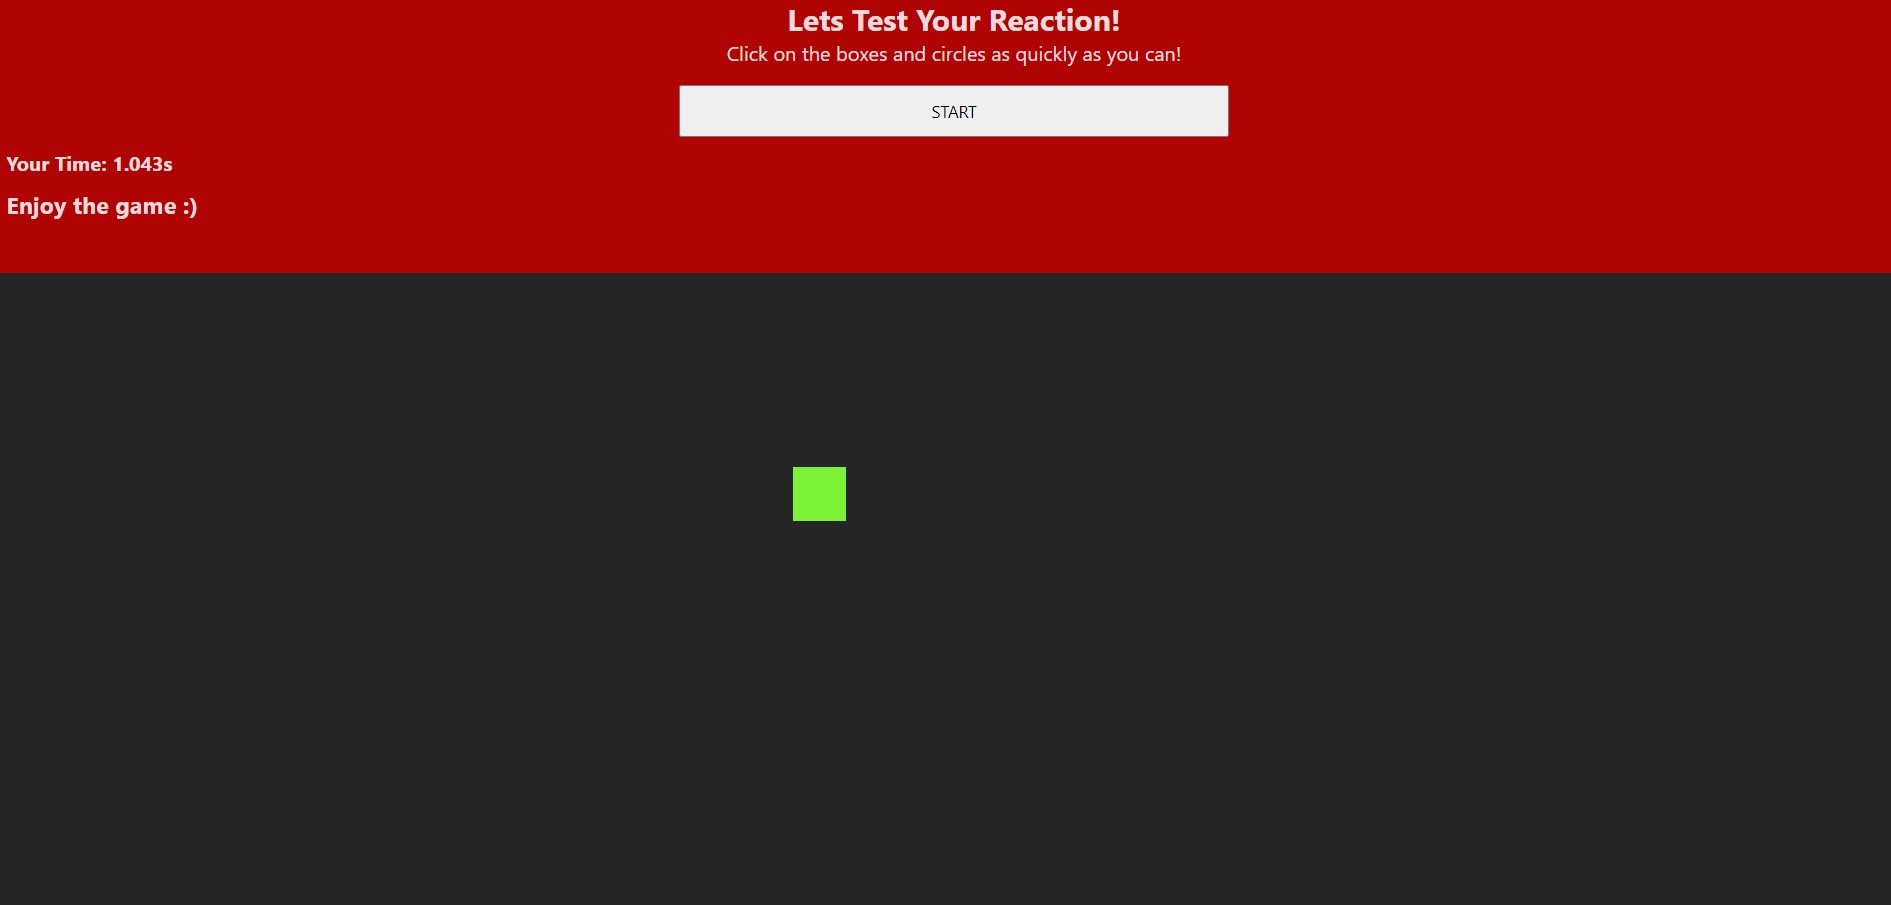 Lets Test Your Reaction!
Click on the boxes and circles as quickly as you can!
START
Your Time: 1.043s
Enjoy the game :)